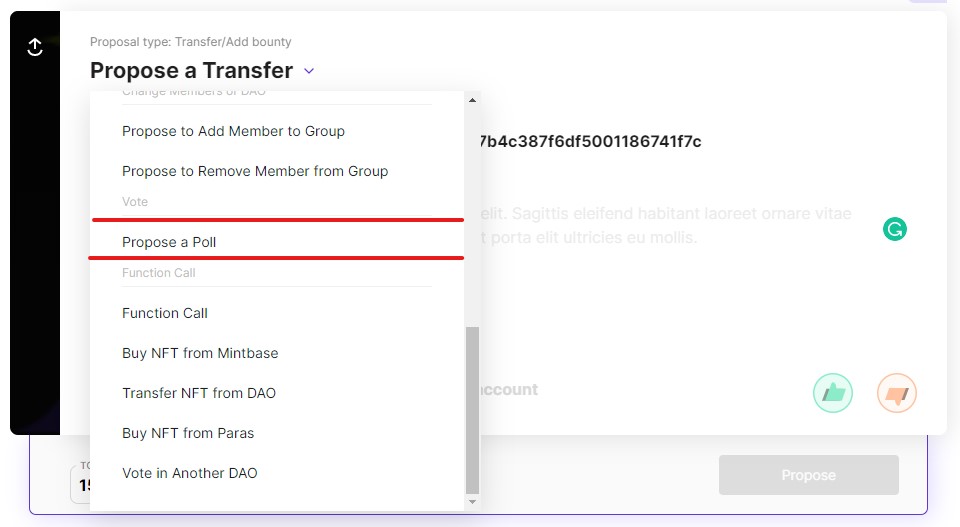 Proposal type: Transfer/Add bounty
Propose a Transfer
Change Members of DAO
Propose to Add Member to Group
7b4c387f6df5001186741f7c
Propose to Remove Member from Group
Vote
elit. Sagittis eleifend habitant laoreet ornare vitae
Propose a Poll
porta elit ultricies eu mollis.
Function Call
Function Call
Buy NFT from Mintbase
Transfer NFT from DAO
account
Buy NFT from Paras
Vote in Another DAO
Propose